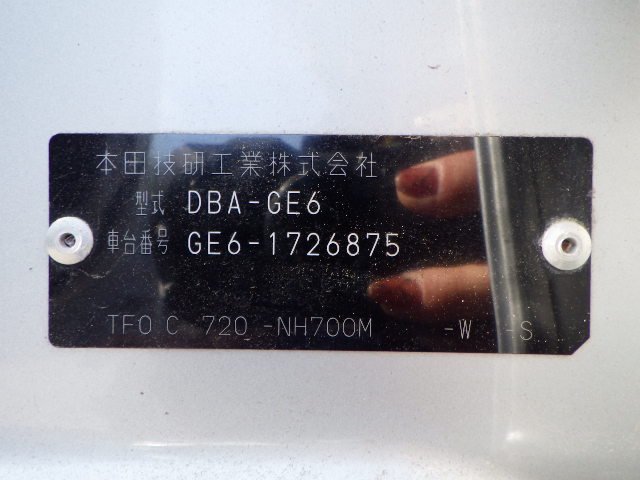 本田技研工業株式会社
型式 DBA-GE6
車台番号 GE6-1726875
TF0 C 720 -NH700M -W -S